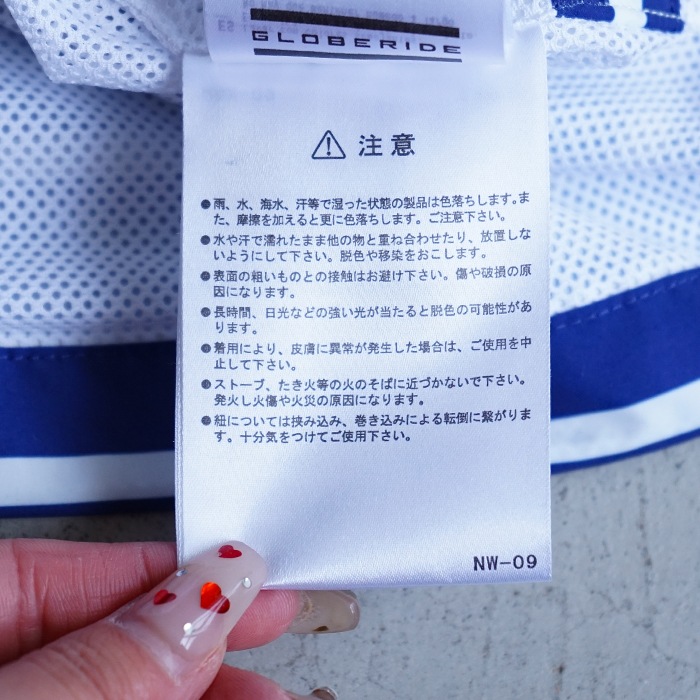 GLOBERIDE
⚠ 注意
●雨、水、海水、汗等で湿った状態の製品は色落ちします。ま
た、摩擦を加えると更に色落ちします。ご注意下さい。
●水や汗で濡れたまま他の物と重ね合わせたり、放置しな
いようにして下さい。脱色や移染をおこします。
●表面の粗いものとの接触はお避け下さい。傷や破損の原
因になります。
●長時間、日光などの強い光が当たると脱色の可能性があ
ります。
●着用により、皮膚に異常が発生した場合は、ご使用を中
止して下さい。
●ストーブ、たき火等の火のそばに近づかないで下さい。
発火し火傷や火災の原因になります。
●紐については挟み込み、巻き込みによる転倒に繋がりま
す。十分気をつけてご使用下さい。
NW-09